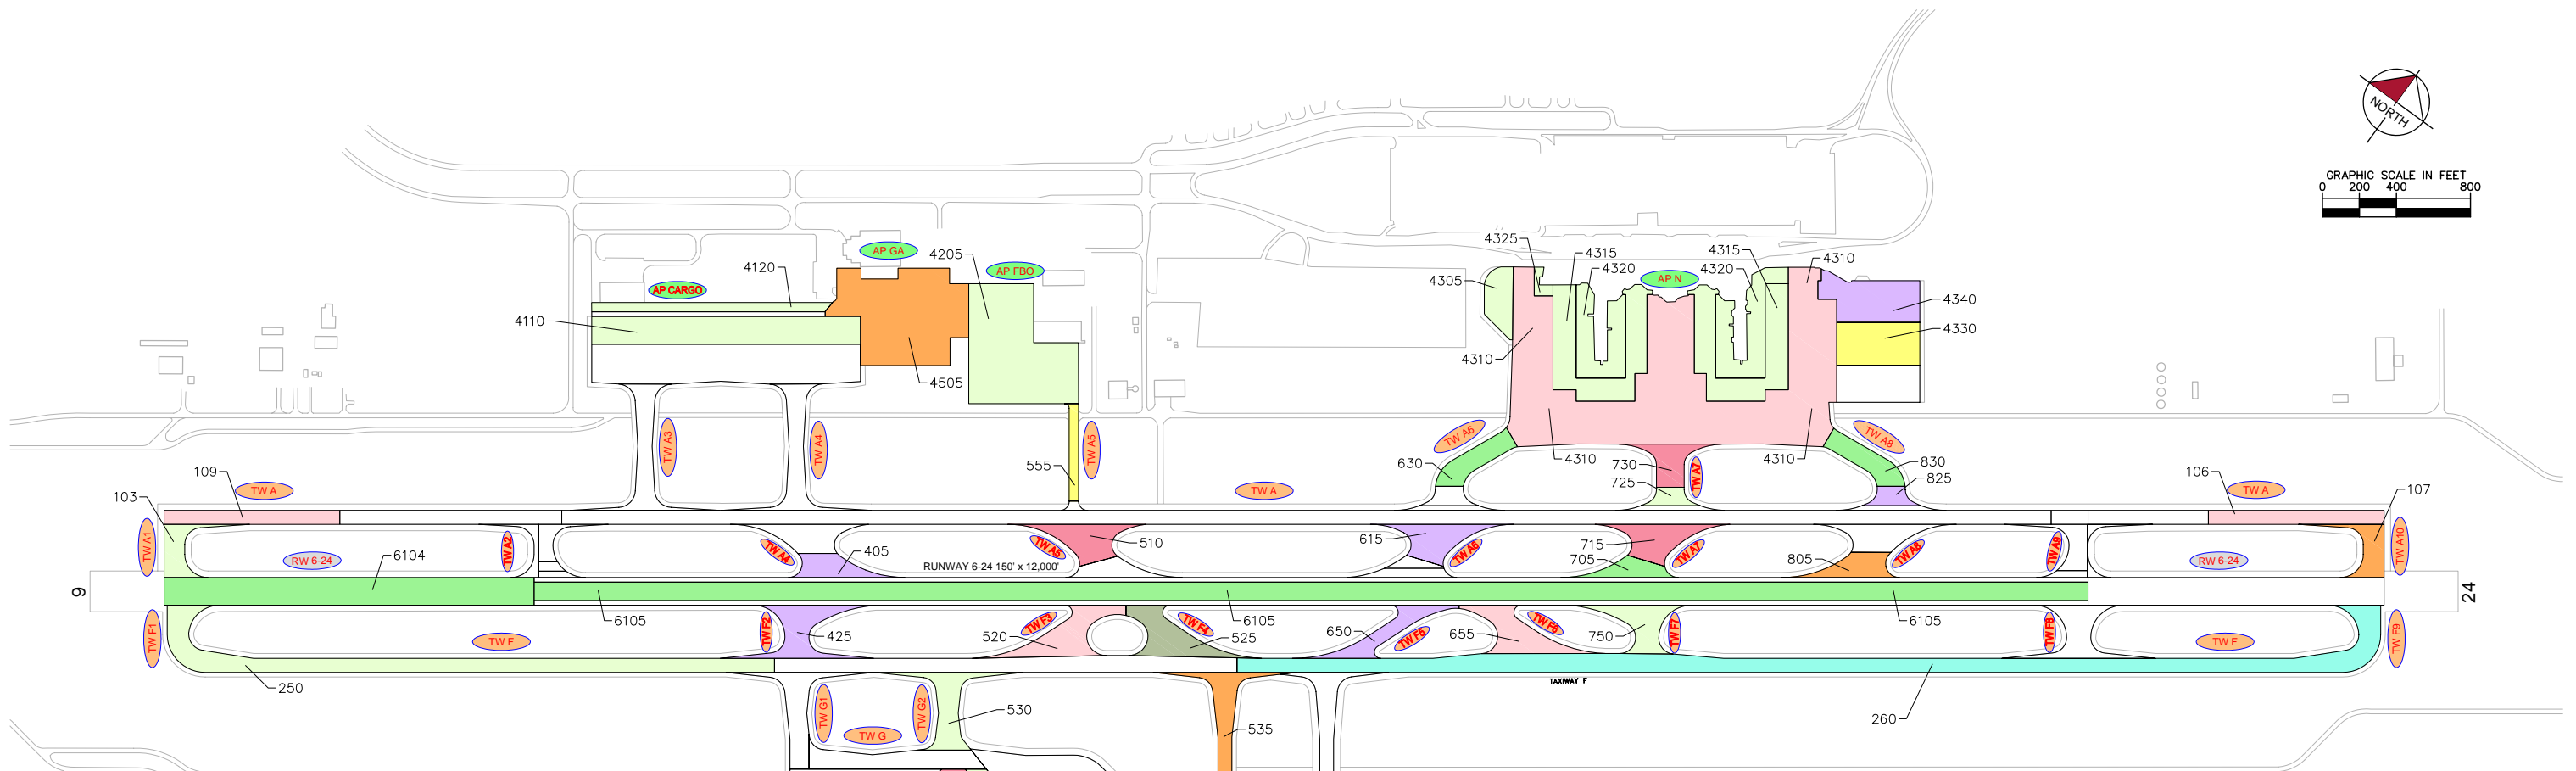 NORTH
GRAPHIC SCALE IN FEET
0 200 400 800
4325
4315
4315
4310
AP GA
4205
AP FBO
4120
4305
4320
AP N
4320
AP CARGO
4340
4110
4330
4310
4505
TW A3
TW A4
TW A5
TW A6
TW A8
109
555
630
4310
730
TW A7
4310
830
725
825
106
103
TW A
TW A
TW A
107
TW A1
RW 6-24
6104
TW A2
TW A4
405
RUNWAY 6-24 150' x 12,000'
TW A5
510
615
TW A6
715
705
TW A7
805
TW A8
TW A9
RW 6-24
TW A10
6
24
TW F1
TW F
6105
TW F2
425
520
TW F3
6105
TW F4
525
650
TW F5
655
TW F6
750
TW F7
6105
TW F8
TW F
TW F9
250
TAXIWAY F
260
TW G1
TW G2
530
TW G
535